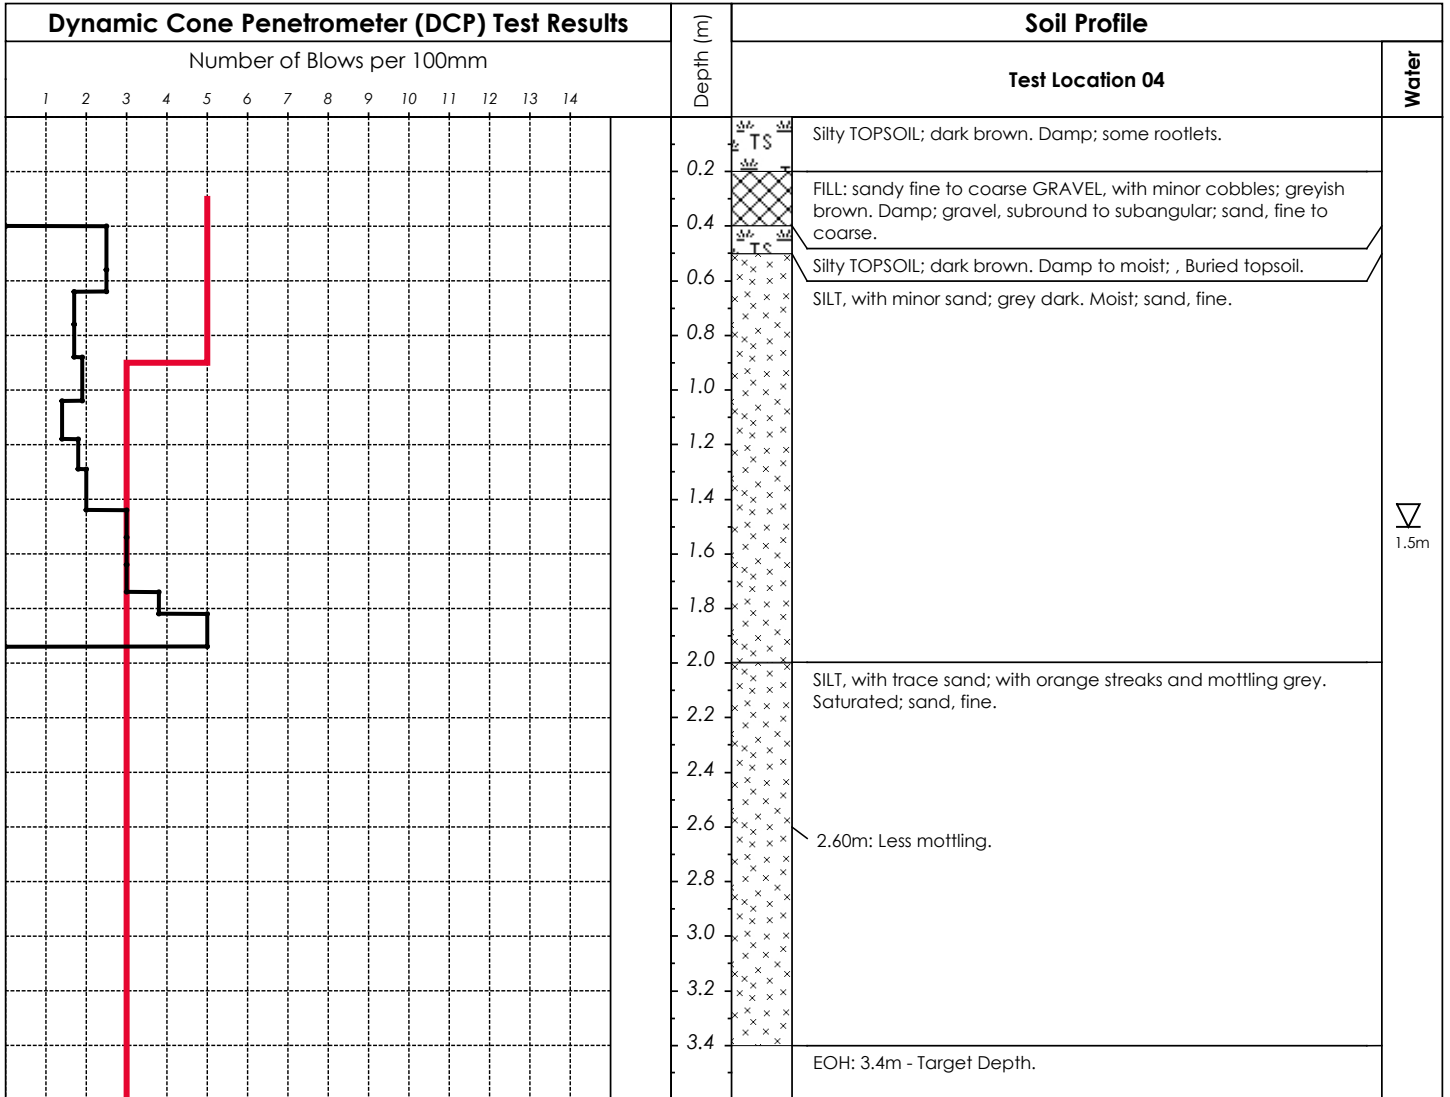 Dynamic Cone Penetrometer (DCP) Test Results
Number of Blows per 100mm
1 2 3 4 5 6 7 8 9 10 11 12 13 14
Depth (m)
Soil Profile
Test Location 04
Water
TS
Silty TOPSOIL; dark brown. Damp; some rootlets.
0.2
FILL: sandy fine to coarse GRAVEL, with minor cobbles; greyish
brown. Damp; gravel, subround to subangular; sand, fine to
coarse.
0.4
TS
Silty TOPSOIL; dark brown. Damp to moist; , Buried topsoil.
0.6
SILT, with minor sand; grey dark. Moist; sand, fine.
0.8
1.0
1.2
1.4
1.5m
1.6
1.8
2.0
SILT, with trace sand; with orange streaks and mottling grey.
Saturated; sand, fine.
2.2
2.4
2.6
2.60m: Less mottling.
2.8
3.0
3.2
3.4
EOH: 3.4m - Target Depth.